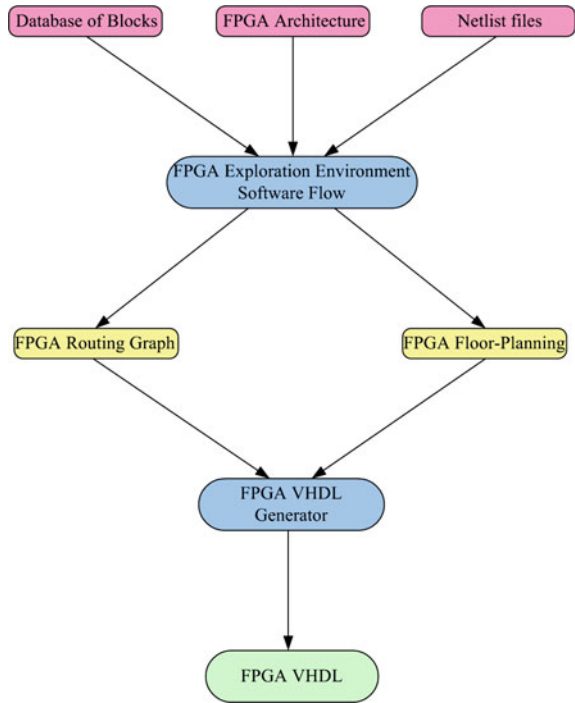 Database of Blocks
FPGA Architecture
Netlist files
FPGA Exploration Environment
Software Flow
FPGA Routing Graph
FPGA Floor-Planning
FPGA VHDL
Generator
FPGA VHDL